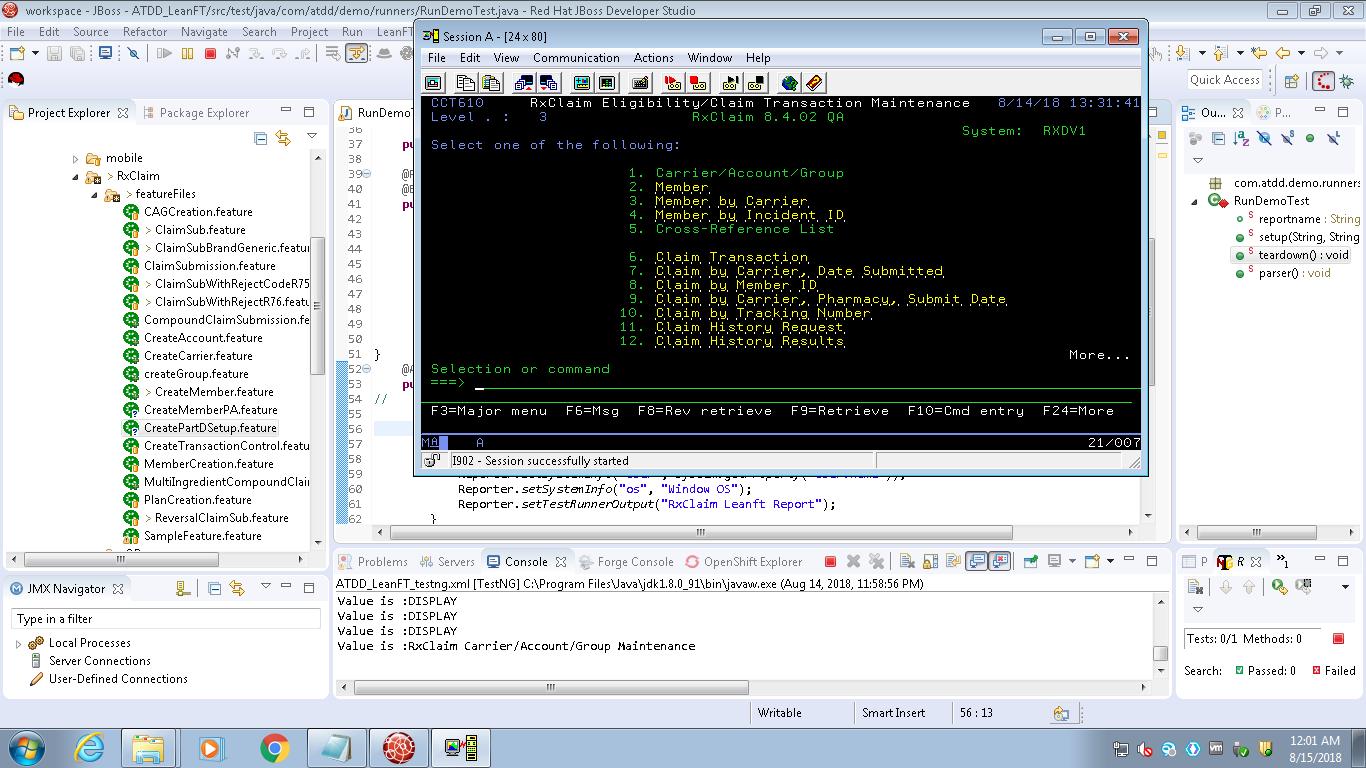 workspace - JBoss - ATDD_LeanFT/src/test/java/com/atdd/demo/runners/RunDemoTest.java - Red Hat JBoss Developer Studio
File Edit Source Refactor Navigate Search Project Run LeanFT
Quick Access
Project Explorer Package Explorer
mobile
> RxClaim
> featureFiles
CAGCreation.feature
> ClaimSub.feature
> ClaimSubBrandGeneric.featur
ClaimSubmission.feature
> ClaimSubWithRejectCodeR75
> ClaimSubWithRejectR76.featu
CompoundClaimSubmission.fe
CreateAccount.feature
CreateCarrier.feature
createGroup.feature
> CreateMember.feature
CreateMemberPA.feature
CreatePartDSetup.feature
CreateTransactionControl.featu
MemberCreation.feature
MultiIngredientCompoundClai
PlanCreation.feature
> ReversalClaimSub.feature
SampleFeature.feature
JMX Navigator
Type in a filter
Local Processes
Server Connections
User-Defined Connections
RunDemo
36
37 pu
38
39 @P
40 @B
41 pu
42
43
44
45
46
47
48
49
50
51 }
52 @A
53 pu
54 //
55
56
57
58
59
60 Reporter.setSystemInfo("os", "Window OS");
61 Reporter.setTestRunnerOutput("RxClaim Leanft Report");
62 }
Session A - [24 x 80]
File Edit View Communication Actions Window Help
CCT610 RxClaim Eligibility/Claim Transaction Maintenance 8/14/18 13:31:41
Level . : 3 RxClaim 8.4.02 QA
System: RXDV1
Select one of the following:
1. Carrier/Account/Group
2. Member
3. Member by Carrier
4. Member by Incident ID
5. Cross-Reference List
6. Claim Transaction
7. Claim by Carrier, Date Submitted
8. Claim by Member ID
9. Claim by Carrier, Pharmacy, Submit Date
10. Claim by Tracking Number
11. Claim History Request
12. Claim History Results
More...
Selection or command
===>
F3=Major menu F6=Msg F8=Rev retrieve F9=Retrieve F10=Cmd entry F24=More
MA A 21/007
I902 - Session successfully started
Ou... P...
com.atdd.demo.runners
RunDemoTest
reportname : String
setup(String, String
teardown() : void
parser() : void
Problems Servers Console Forge Console OpenShift Explorer
ATDD_LeanFT_testng.xml [TestNG] C:\Program Files\Java\jdk1.8.0_91\bin\javaw.exe (Aug 14, 2018, 11:58:56 PM)
Value is :DISPLAY
Value is :DISPLAY
Value is :DISPLAY
Value is :RxClaim Carrier/Account/Group Maintenance
P R »1
Tests: 0/1 Methods: 0
Search: Passed: 0 Failed
Writable Smart Insert 56 : 13
12:01 AM
8/15/2018